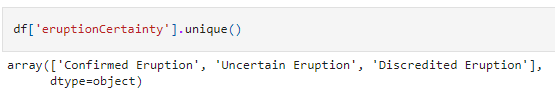 df['eruptionCertainty'].unique()
array(['Confirmed Eruption', 'Uncertain Eruption', 'Discredited Eruption'],
      dtype=object)